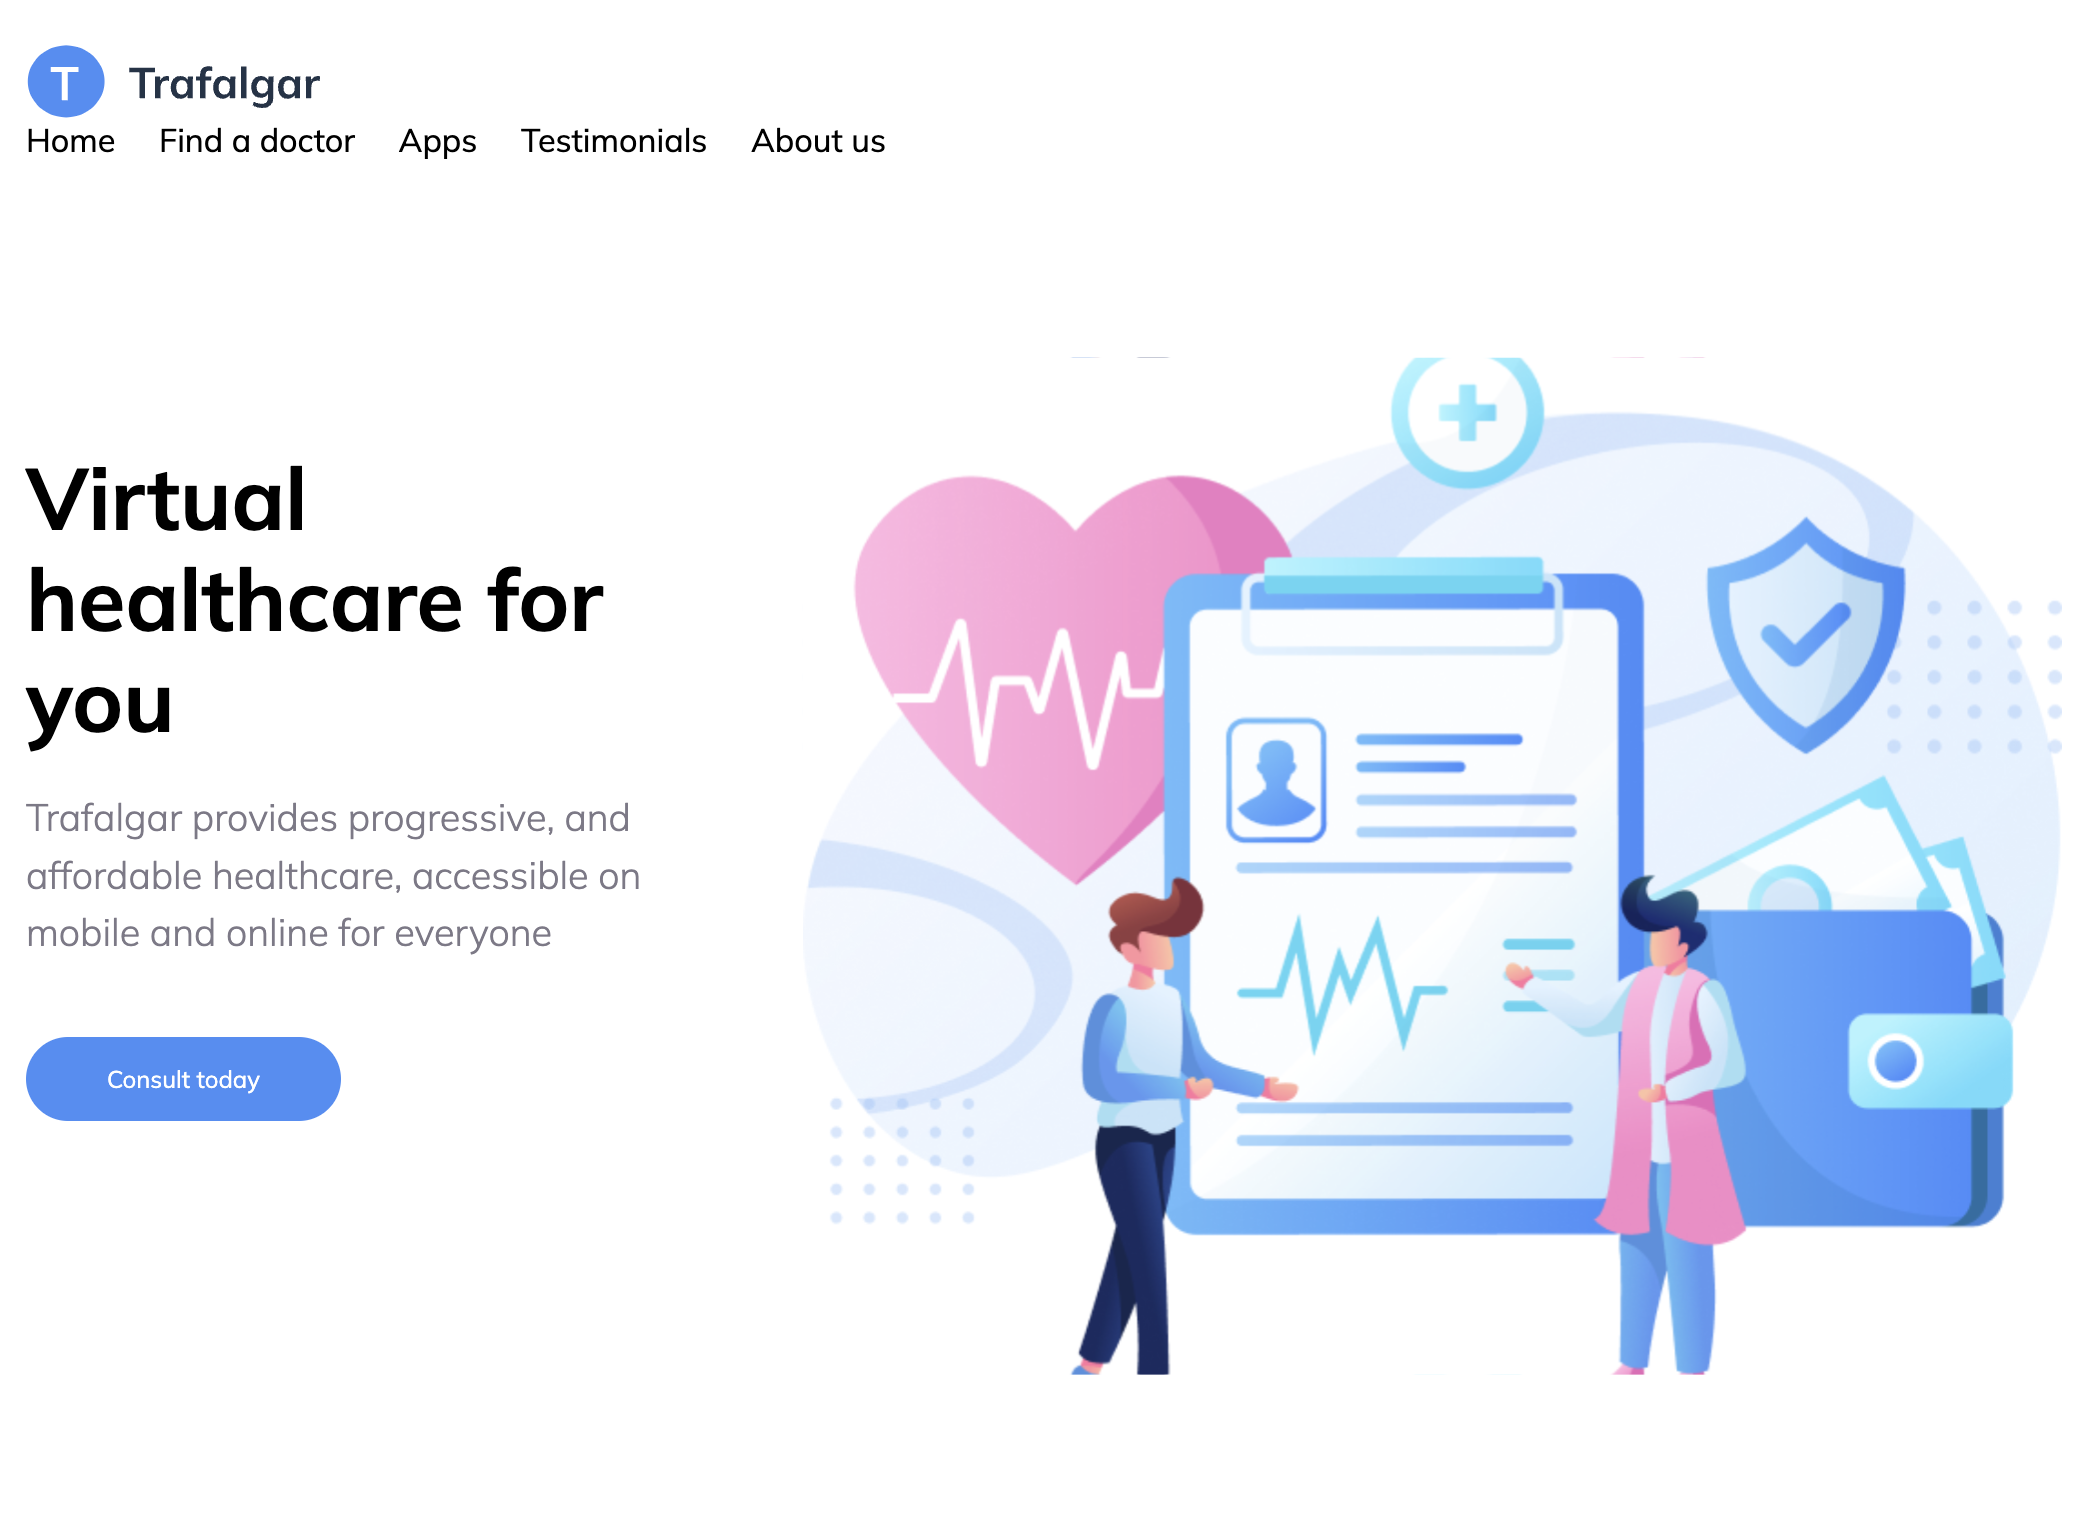 T Trafalgar
Home Find a doctor Apps Testimonials About us
Virtual
healthcare for
you
Trafalgar provides progressive, and
affordable healthcare, accessible on
mobile and online for everyone
Consult today